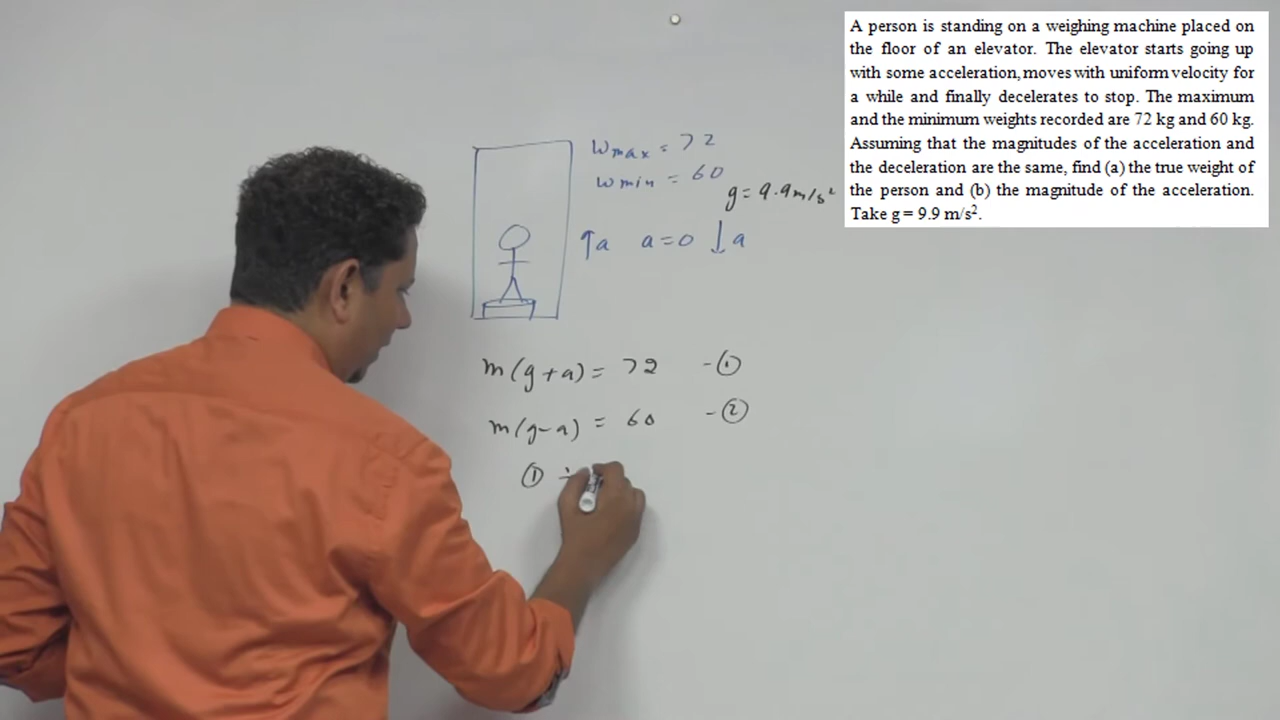 A person is standing on a weighing machine placed on
the floor of an elevator. The elevator starts going up
with some acceleration, moves with uniform velocity for
a while and finally decelerates to stop. The maximum
and the minimum weights recorded are 72 kg and 60 kg.
Assuming that the magnitudes of the acceleration and
the deceleration are the same, find (a) the true weight of
the person and (b) the magnitude of the acceleration.
Take g = 9.9 m/s².
Wmax = 72
Wmin = 60
g = 9.9 m/s²
↑a a=0 ↓a
m(g+a) = 72 -①
m(g-a) = 60 -②
① ÷